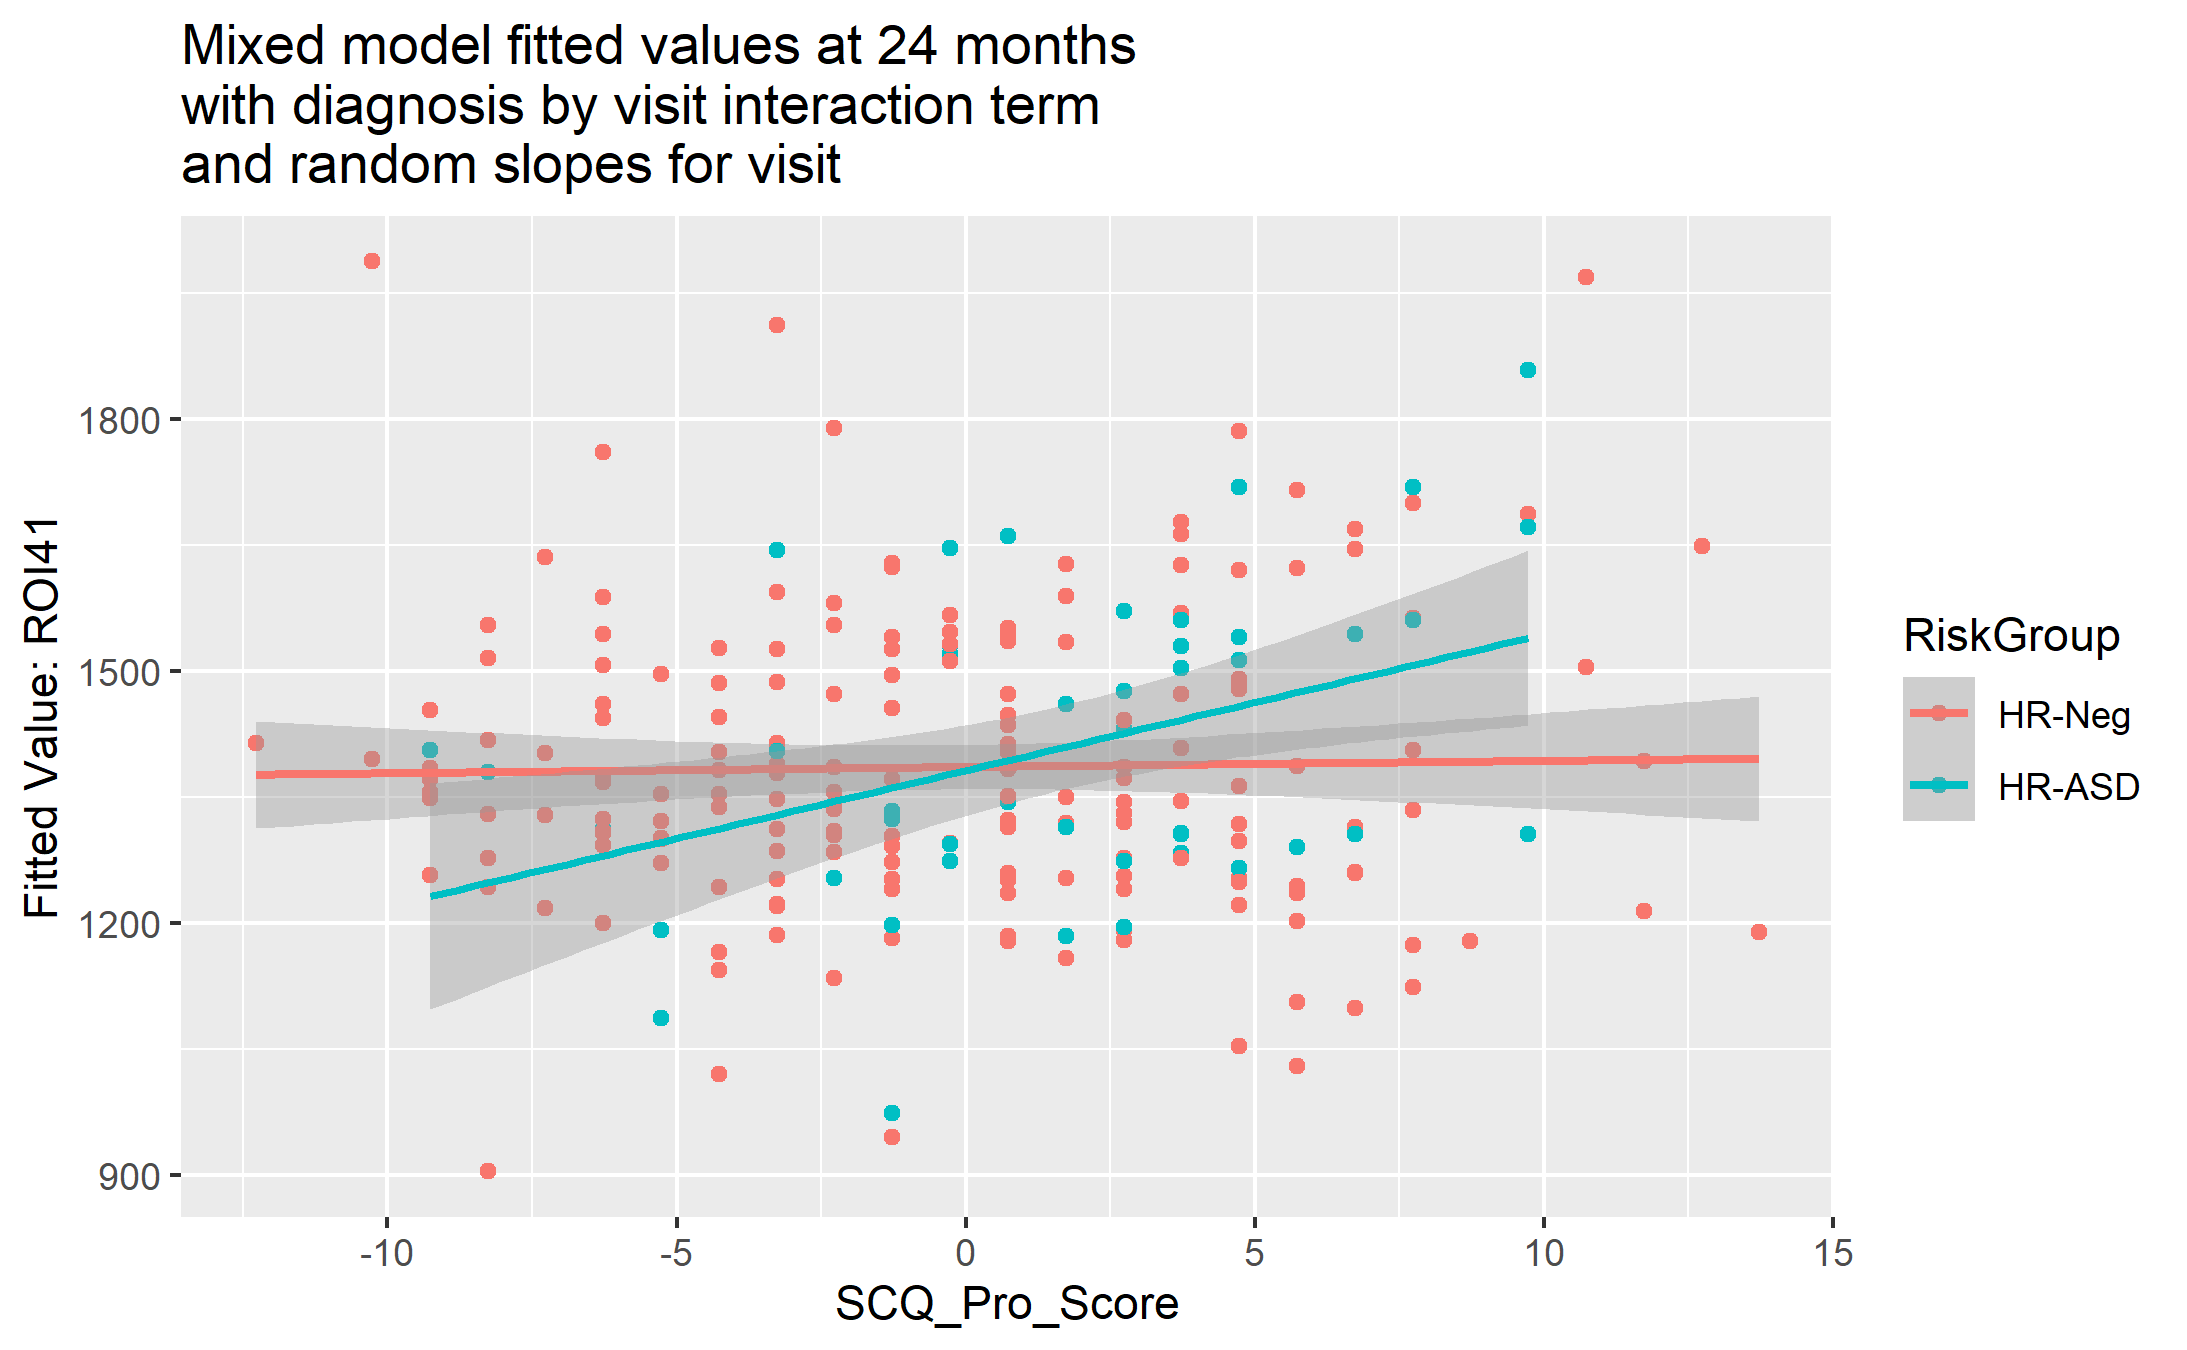 Mixed model fitted values at 24 months
with diagnosis by visit interaction term
and random slopes for visit
Fitted Value: ROI41
1800
1500
1200
900
-10
-5
0
5
10
15
SCQ_Pro_Score
RiskGroup
HR-Neg
HR-ASD